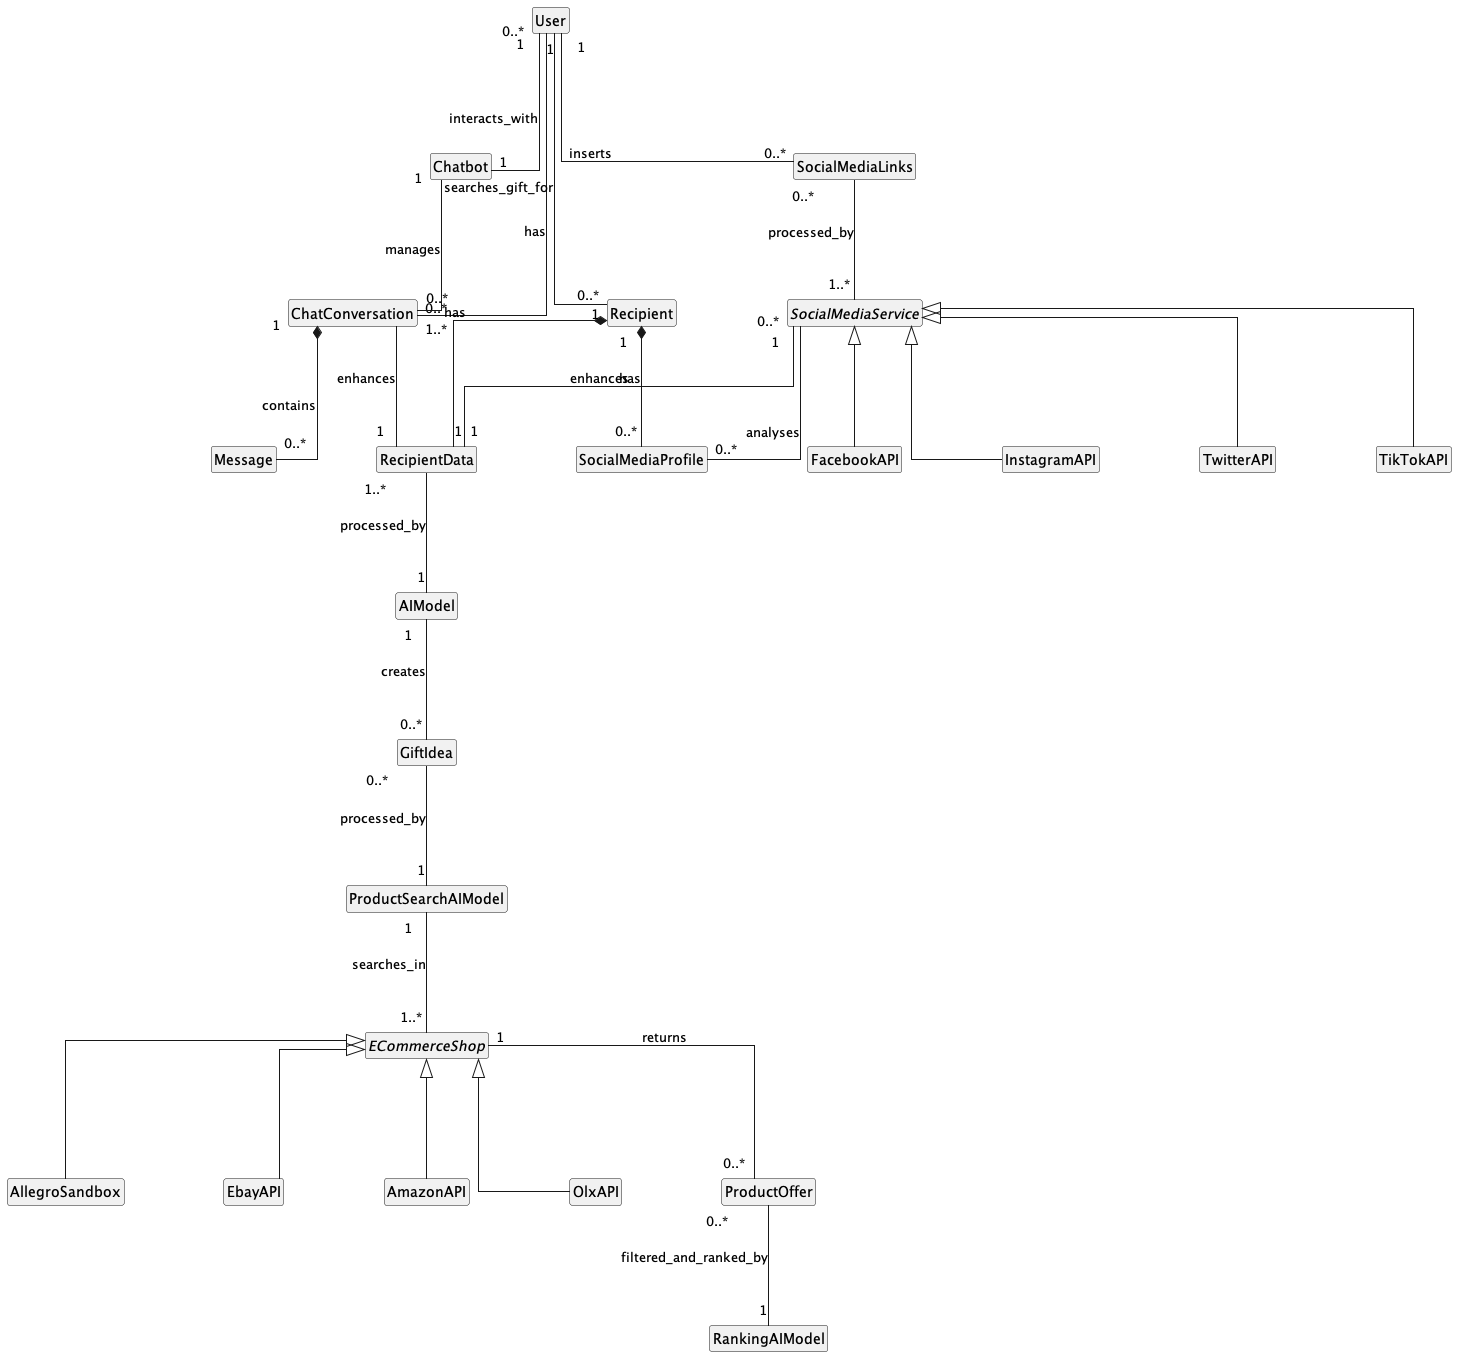 User
0..*
1
1
1
interacts_with
inserts
0..*
Chatbot
1
SocialMediaLinks
1
searches_gift_for
0..*
has
processed_by
manages
1..*
0..*
0..*
0..*
has
ChatConversation
1
Recipient
SocialMediaService
0..*
1
1..*
1
1
enhances
enhances
has
contains
analyses
0..*
1
1
1
0..*
0..*
Message
RecipientData
SocialMediaProfile
FacebookAPI
InstagramAPI
TwitterAPI
TikTokAPI
1..*
processed_by
1
AIModel
1
creates
0..*
GiftIdea
0..*
processed_by
1
ProductSearchAIModel
1
searches_in
1..*
ECommerceShop
1
returns
0..*
AllegroSandbox
EbayAPI
AmazonAPI
OlxAPI
ProductOffer
0..*
filtered_and_ranked_by
1
RankingAIModel